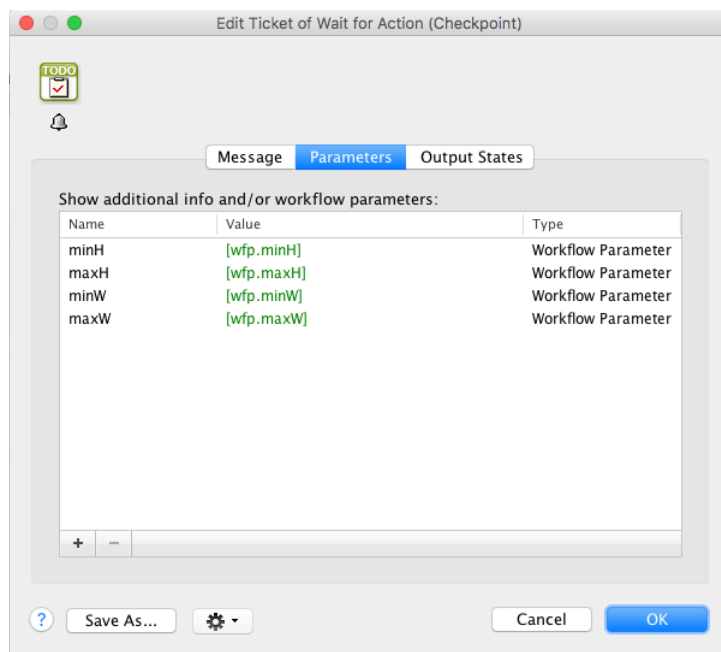 Edit Ticket of Wait for Action (Checkpoint)
TODO
Message Parameters Output States
Show additional info and/or workflow parameters:
Name Value Type
minH [wfp.minH] Workflow Parameter
maxH [wfp.maxH] Workflow Parameter
minW [wfp.minW] Workflow Parameter
maxW [wfp.maxW] Workflow Parameter
+ −
? Save As... Cancel OK